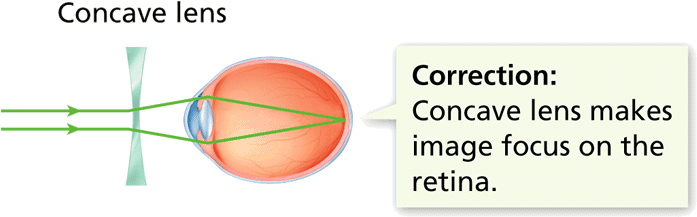 Concave lens
Correction:
Concave lens makes
image focus on the
retina.